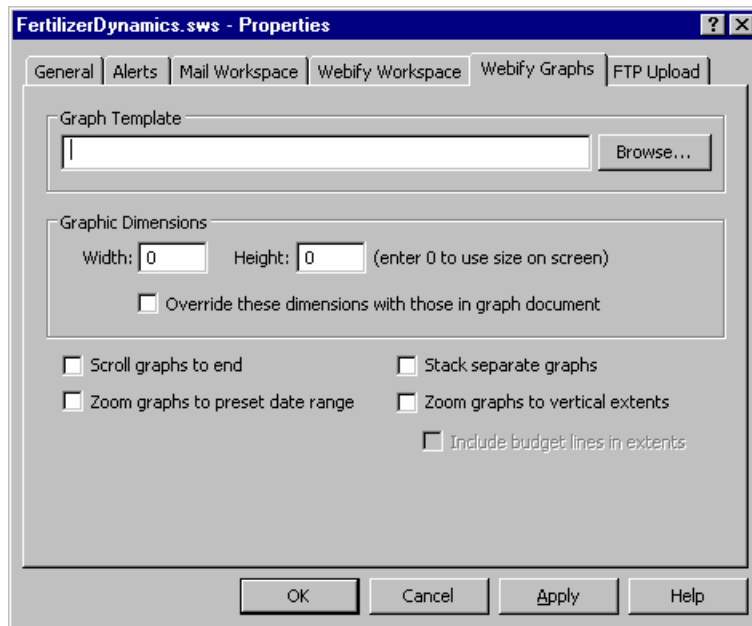 FertilizerDynamics.sws - Properties
General Alerts Mail Workspace Webify Workspace Webify Graphs FTP Upload
Graph Template
Browse...
Graphic Dimensions
Width: 0 Height: 0 (enter 0 to use size on screen)
Override these dimensions with those in graph document
Scroll graphs to end Stack separate graphs
Zoom graphs to preset date range Zoom graphs to vertical extents
Include budget lines in extents
OK Cancel Apply Help